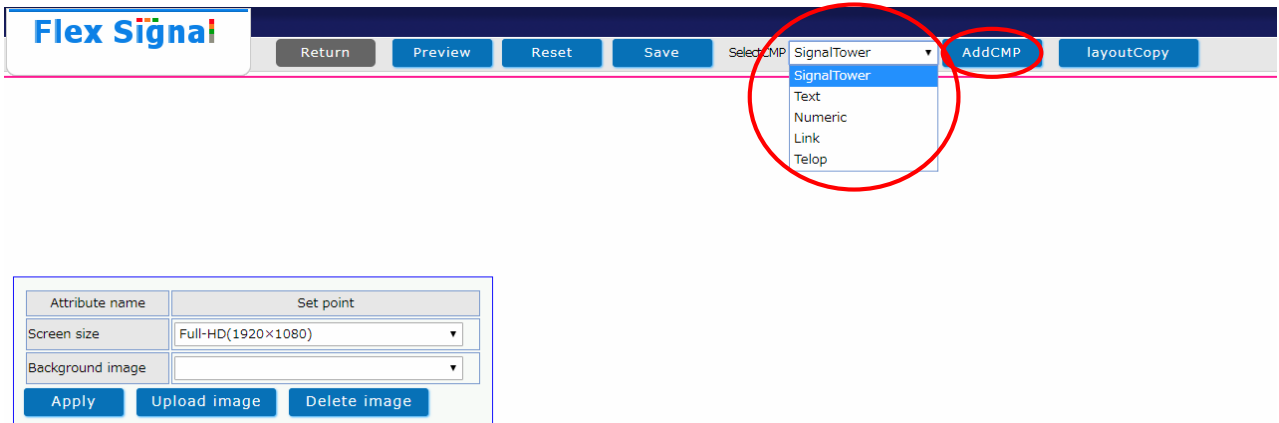 Flex Signal
Return Preview Reset Save SelectCMP SignalTower AddCMP layoutCopy
SignalTower
Text
Numeric
Link
Telop
Attribute name Set point
Screen size Full-HD(1920×1080)
Background image
Apply Upload image Delete image